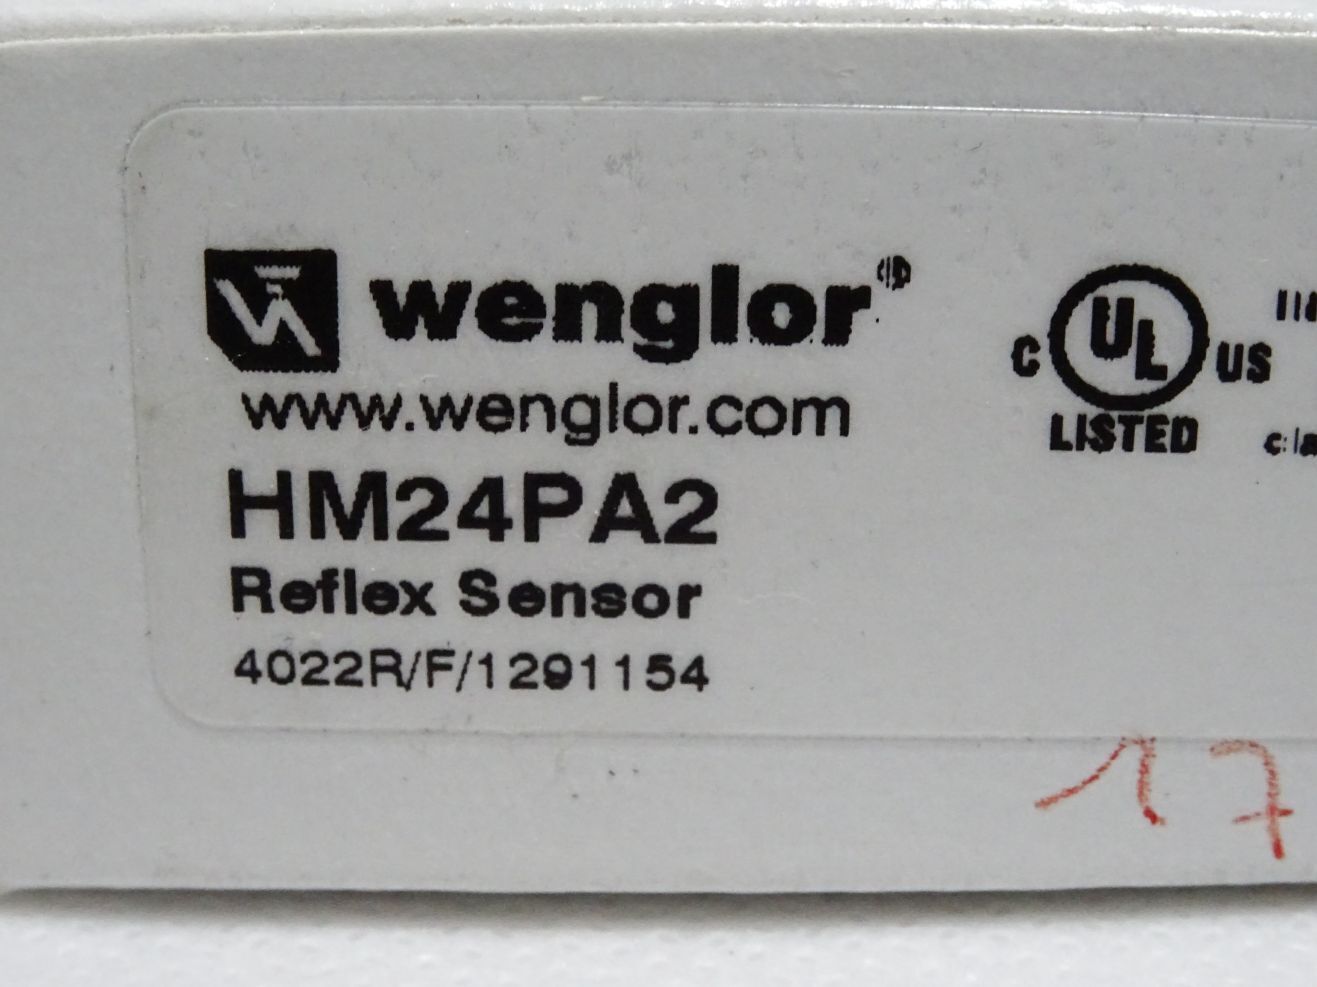 wenglor®
www.wenglor.com
HM24PA2
Reflex Sensor
4022R/F/1291154
C UL US
LISTED
17